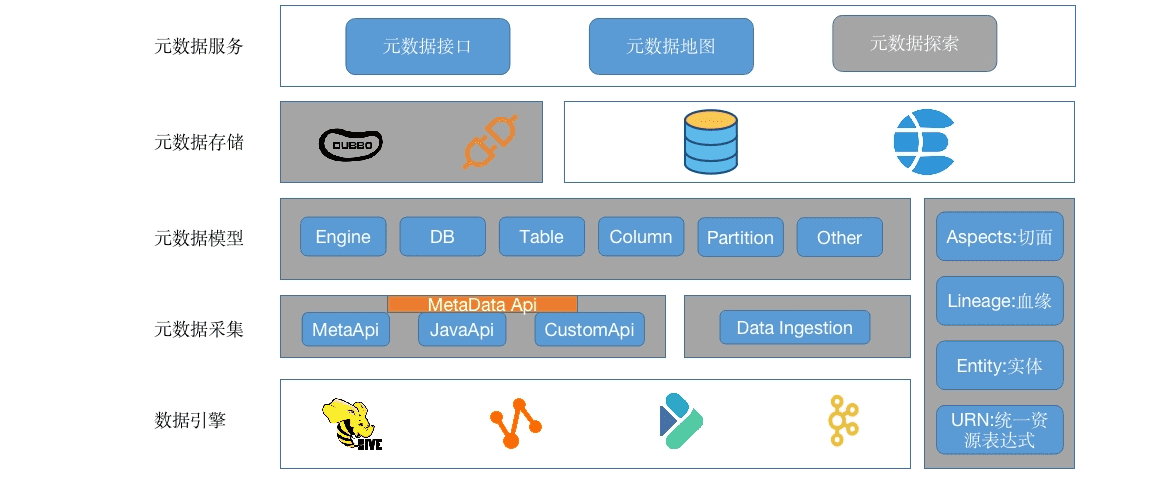 元数据服务
元数据接口
元数据地图
元数据探索
元数据存储
DUBBO
元数据模型
Engine
DB
Table
Column
Partition
Other
Aspects:切面
Lineage:血缘
Entity:实体
URN:统一资
源表达式
元数据采集
MetaData Api
MetaApi
JavaApi
CustomApi
Data Ingestion
数据引擎
HIVE